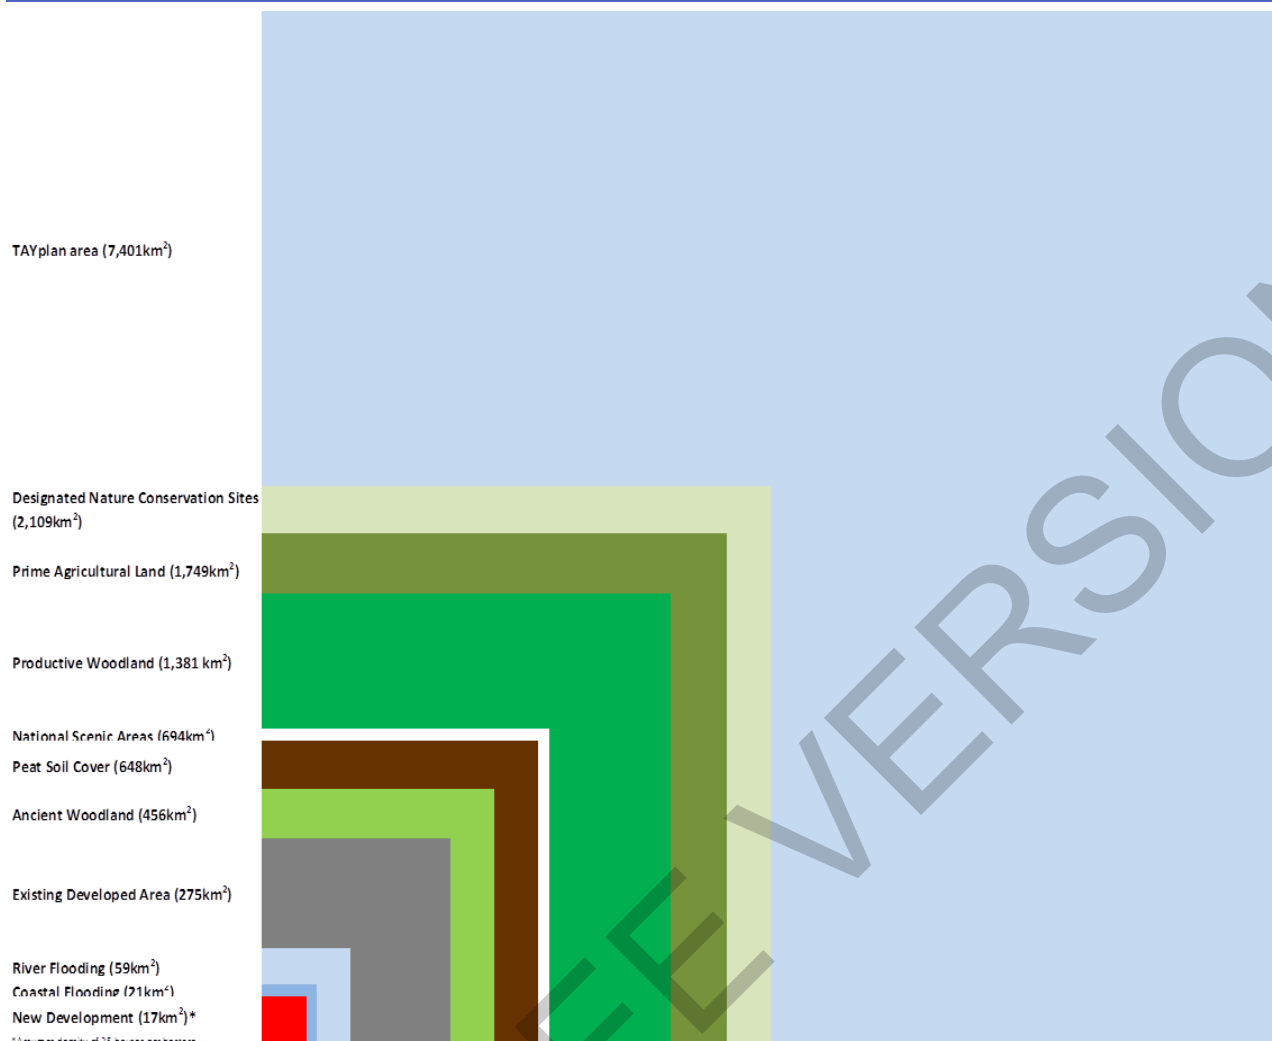 TAYplan area (7,401km²)
Designated Nature Conservation Sites
(2,109km²)
Prime Agricultural Land (1,749km²)
Productive Woodland (1,381 km²)
National Scenic Areas (694km²)
Peat Soil Cover (648km²)
Ancient Woodland (456km²)
Existing Developed Area (275km²)
River Flooding (59km²)
Coastal Flooding (21km²)
New Development (17km²)*
EE VERSION